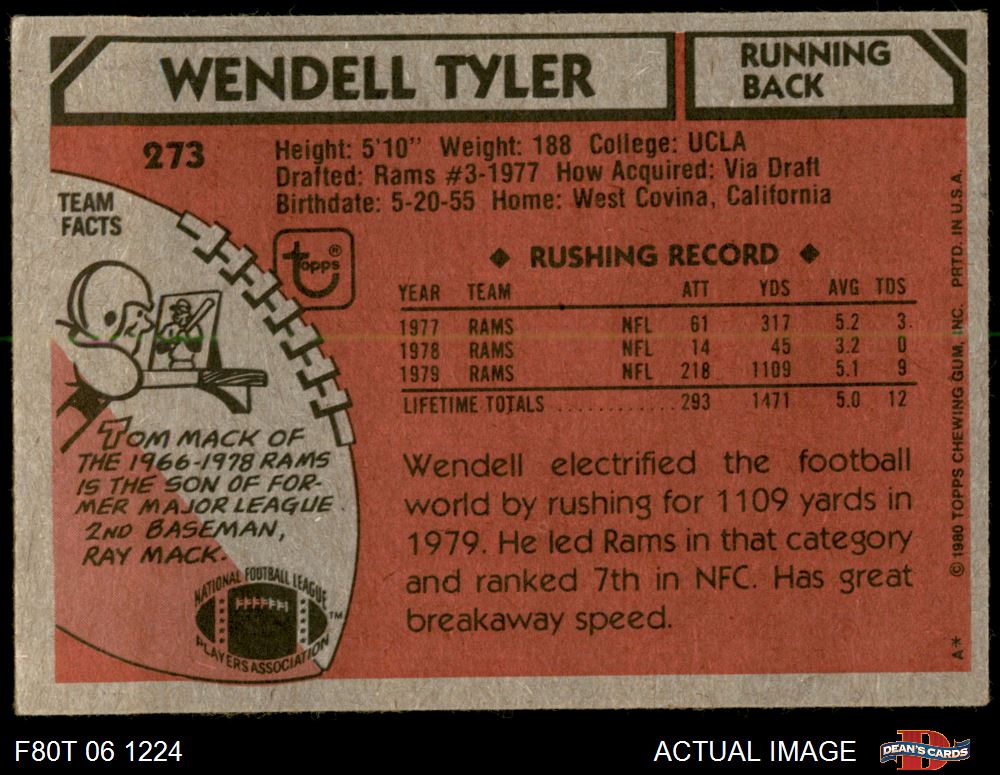 WENDELL TYLER
RUNNING
BACK
273
Height: 5'10" Weight: 188 College: UCLA
Drafted: Rams #3-1977 How Acquired: Via Draft
Birthdate: 5-20-55 Home: West Covina, California
TEAM
FACTS
Topps®
◆ RUSHING RECORD ◆
YEAR TEAM ATT YDS AVG TDS
1977 RAMS NFL 61 317 5.2 3
1978 RAMS NFL 14 45 3.2 0
1979 RAMS NFL 218 1109 5.1 9
LIFETIME TOTALS ............. 293 1471 5.0 12
TOM MACK OF
THE 1966-1978 RAMS
IS THE SON OF FOR-
MER MAJOR LEAGUE
2ND BASEMAN,
RAY MACK.
Wendell electrified the football
world by rushing for 1109 yards in
1979. He led Rams in that category
and ranked 7th in NFC. Has great
breakaway speed.
NATIONAL FOOTBALL LEAGUE
PLAYERS ASSOCIATION
TM
A* © 1980 TOPPS CHEWING GUM, INC. PRTD. IN U.S.A.
F80T 06 1224
ACTUAL IMAGE
D
DEAN'S CARDS